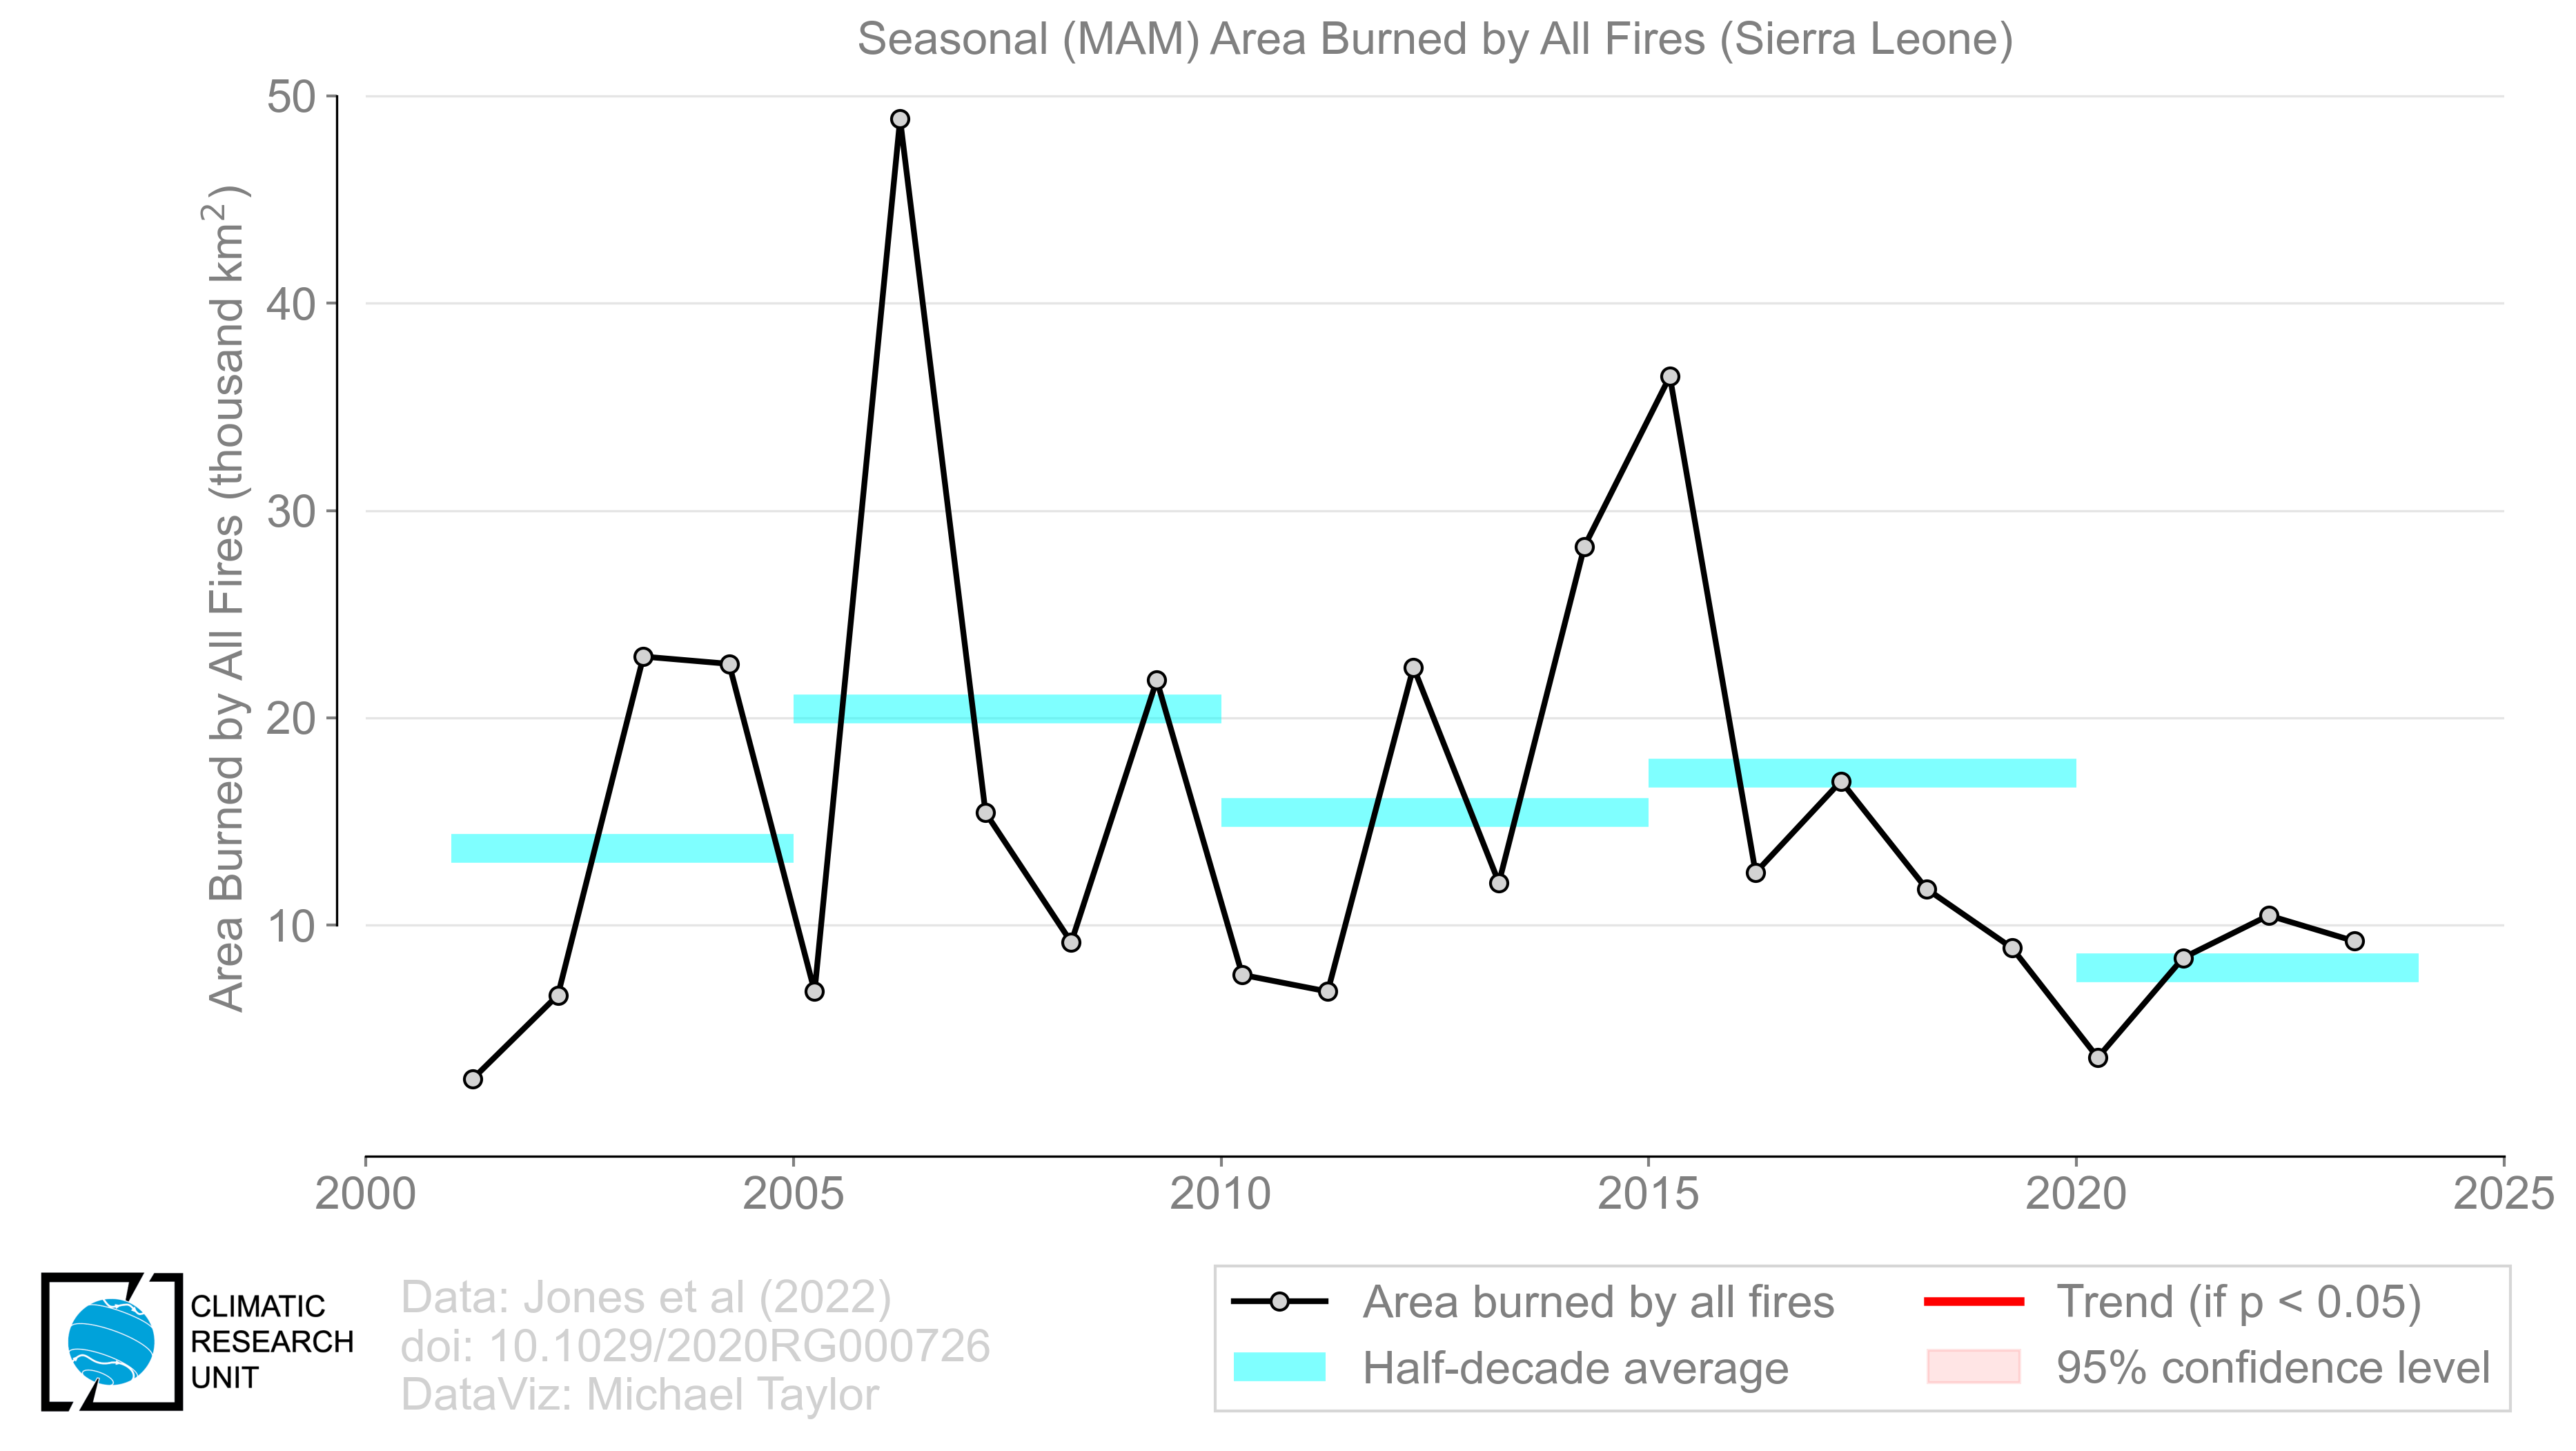 Seasonal (MAM) Area Burned by All Fires (Sierra Leone)
Area Burned by All Fires (thousand km²)
50
40
30
20
10
2000
2005
2010
2015
2020
2025
CLIMATIC
RESEARCH
UNIT
Data: Jones et al (2022)
doi: 10.1029/2020RG000726
DataViz: Michael Taylor
Area burned by all fires
Half-decade average
Trend (if p < 0.05)
95% confidence level